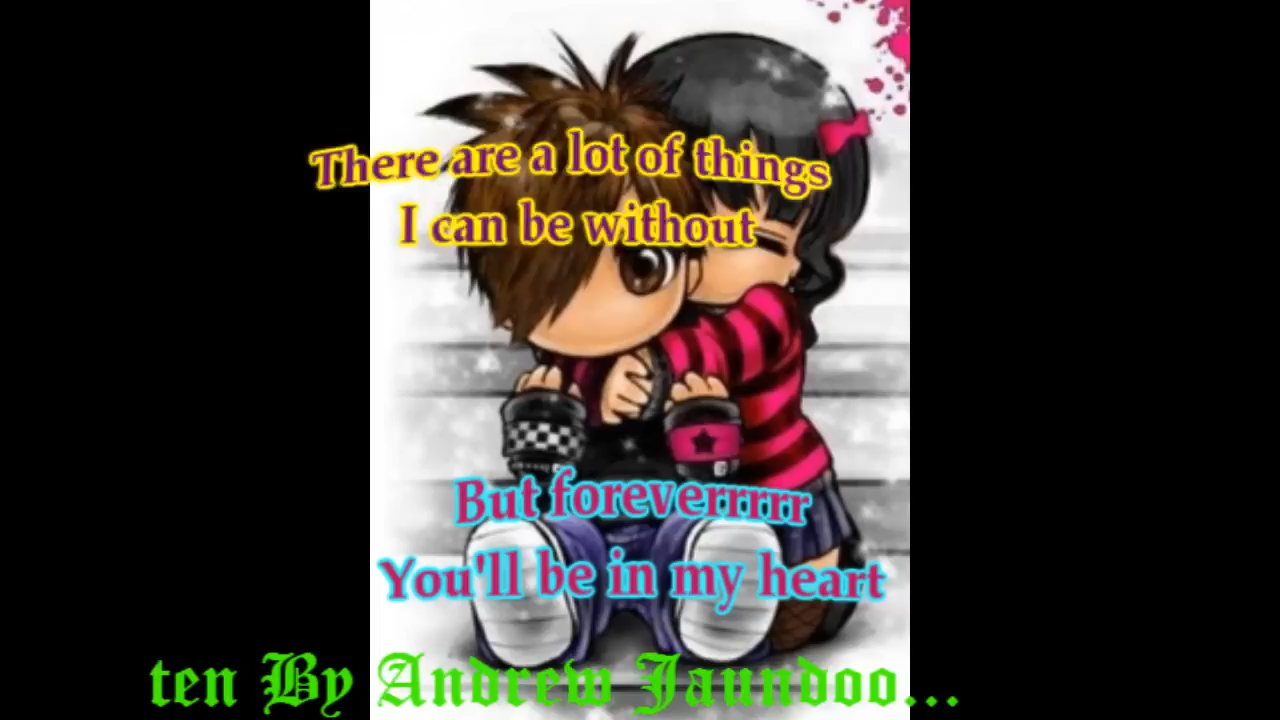 There are a lot of things
I can be without
But foreverrrrr
You'll be in my heart
ten By Andrew Jaundoo...